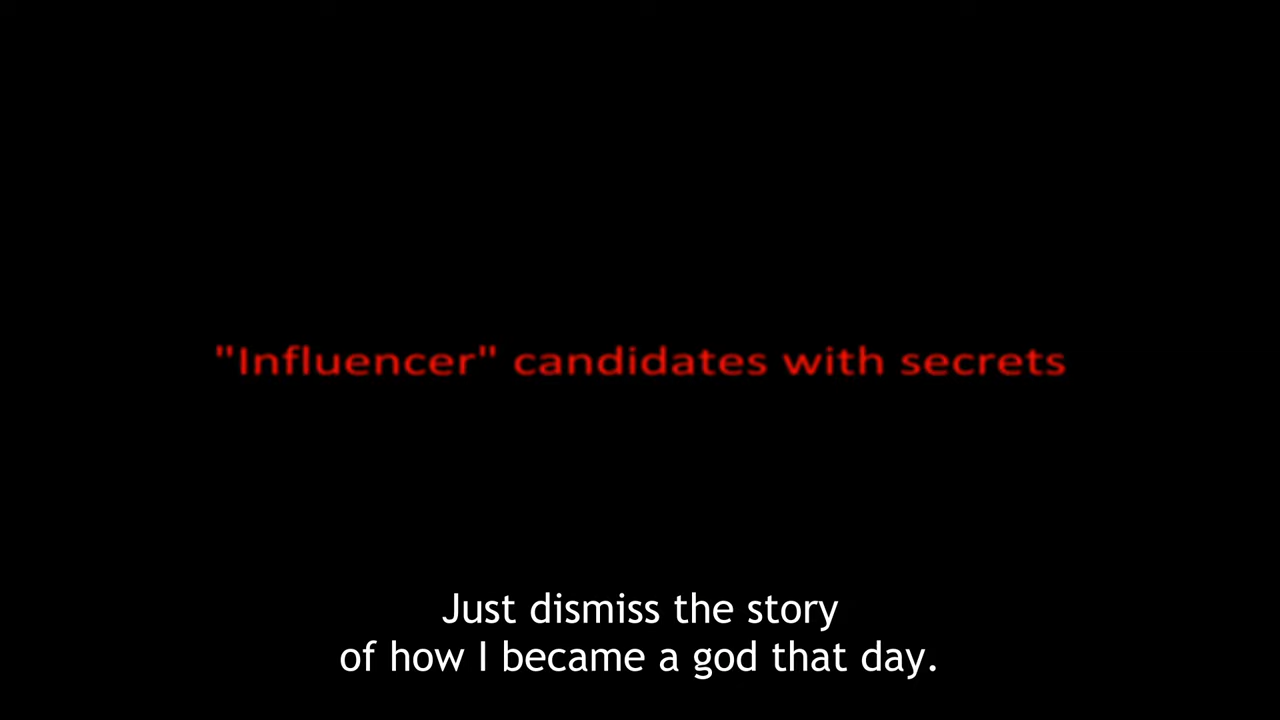 "Influencer" candidates with secrets
Just dismiss the story
of how I became a god that day.